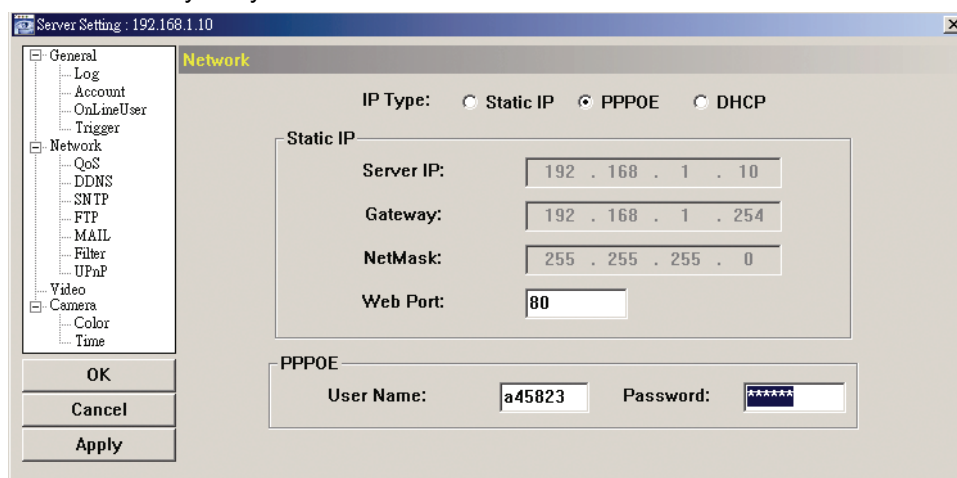 Server Setting : 192.168.1.10
General
Log
Account
OnLineUser
Trigger
Network
QoS
DDNS
SNTP
FTP
MAIL
Filter
UPnP
Video
Camera
Color
Time
OK
Cancel
Apply
Network
IP Type: Static IP PPPOE DHCP
Static IP
Server IP: 192 . 168 . 1 . 10
Gateway: 192 . 168 . 1 . 254
NetMask: 255 . 255 . 255 . 0
Web Port: 80
PPPOE
User Name: a45823 Password: ******